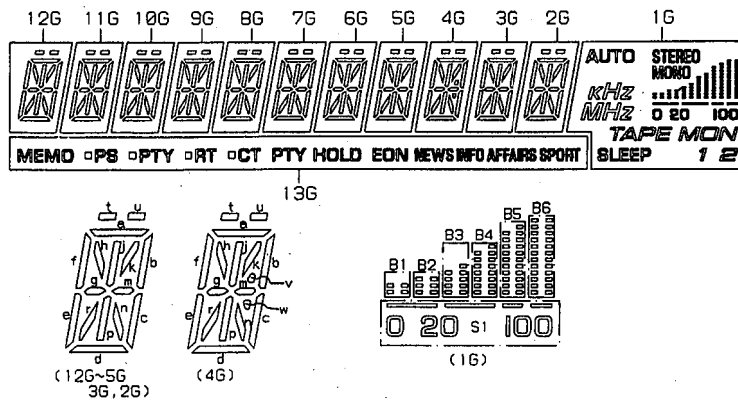 12G 11G 10G 9G 8G 7G 6G 5G 4G 3G 2G 1G
AUTO STEREO
MONO
kHz
MHz 0 20 100
TAPE MON
MEMO PS PTY RT CT PTY HOLD EON NEWS INFO AFFAIRS SPORT SLEEP 1 2
13G
t u
e
h j k
f b
g m
r p n
e c
d
(12G~5G
3G, 2G)
t u
e
h j k
f b
g m v
w
r p n
e c
d
(4G)
B1 B2 B3 B4 B5 B6
0 20 S1 100
(1G)